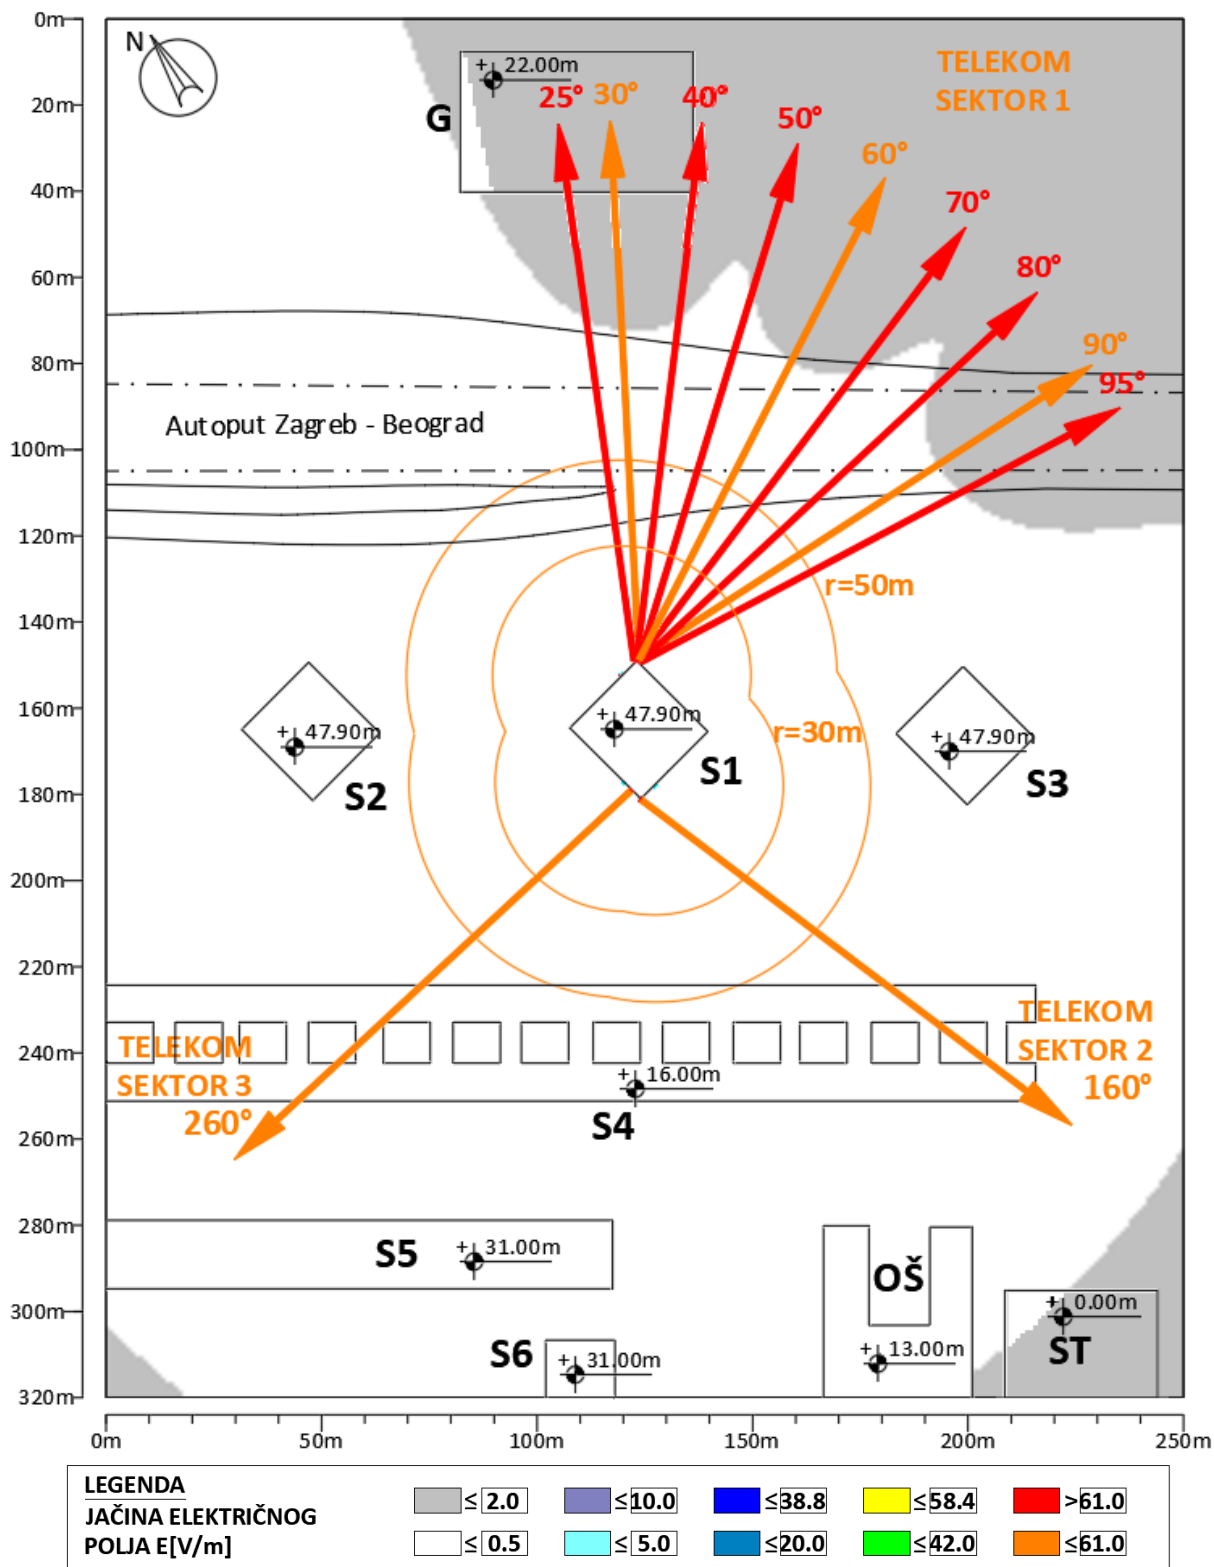 0m
20m
40m
60m
80m
100m
120m
140m
160m
180m
200m
220m
240m
260m
280m
300m
320m
N
TELEKOM
SEKTOR 1
22.00m
G
25°
30°
40°
50°
60°
70°
80°
90°
95°
Autoput Zagreb - Beograd
r=50m
r=30m
47.90m
S2
47.90m
S1
47.90m
S3
TELEKOM
SEKTOR 3
260°
TELEKOM
SEKTOR 2
160°
16.00m
S4
S5
31.00m
S6
31.00m
OŠ
13.00m
0.00m
ST
0m 50m 100m 150m 200m 250m
LEGENDA
JAČINA ELEKTRIČNOG
POLJA E[V/m]
≤ 2.0 ≤10.0 ≤38.8 ≤58.4 >61.0
≤ 0.5 ≤ 5.0 ≤20.0 ≤42.0 ≤61.0